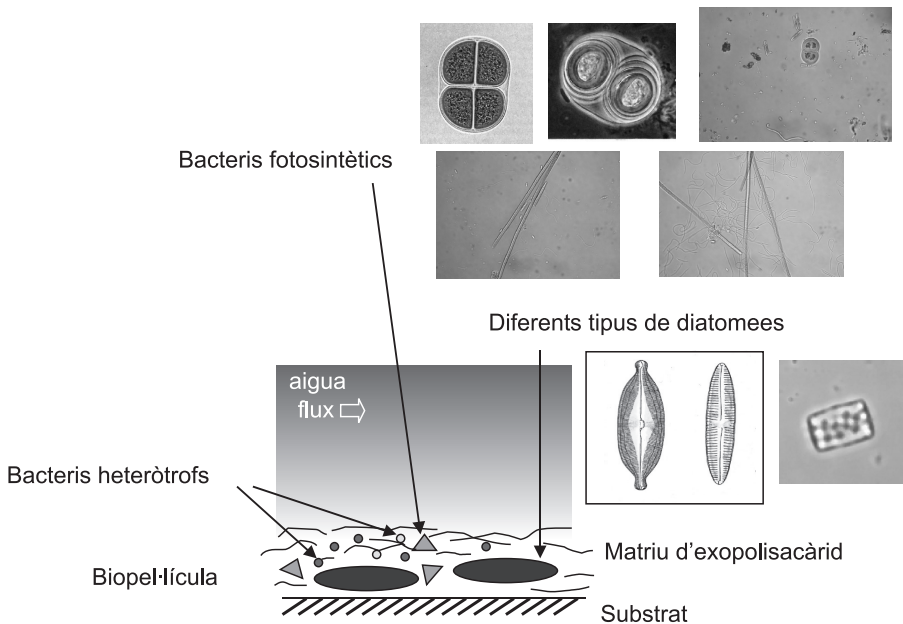 Bacteris fotosintètics
Diferents tipus de diatomees
aigua
flux
Bacteris heteròtrofs
Matriu d'exopolisacàrid
Biopel·lícula
Substrat